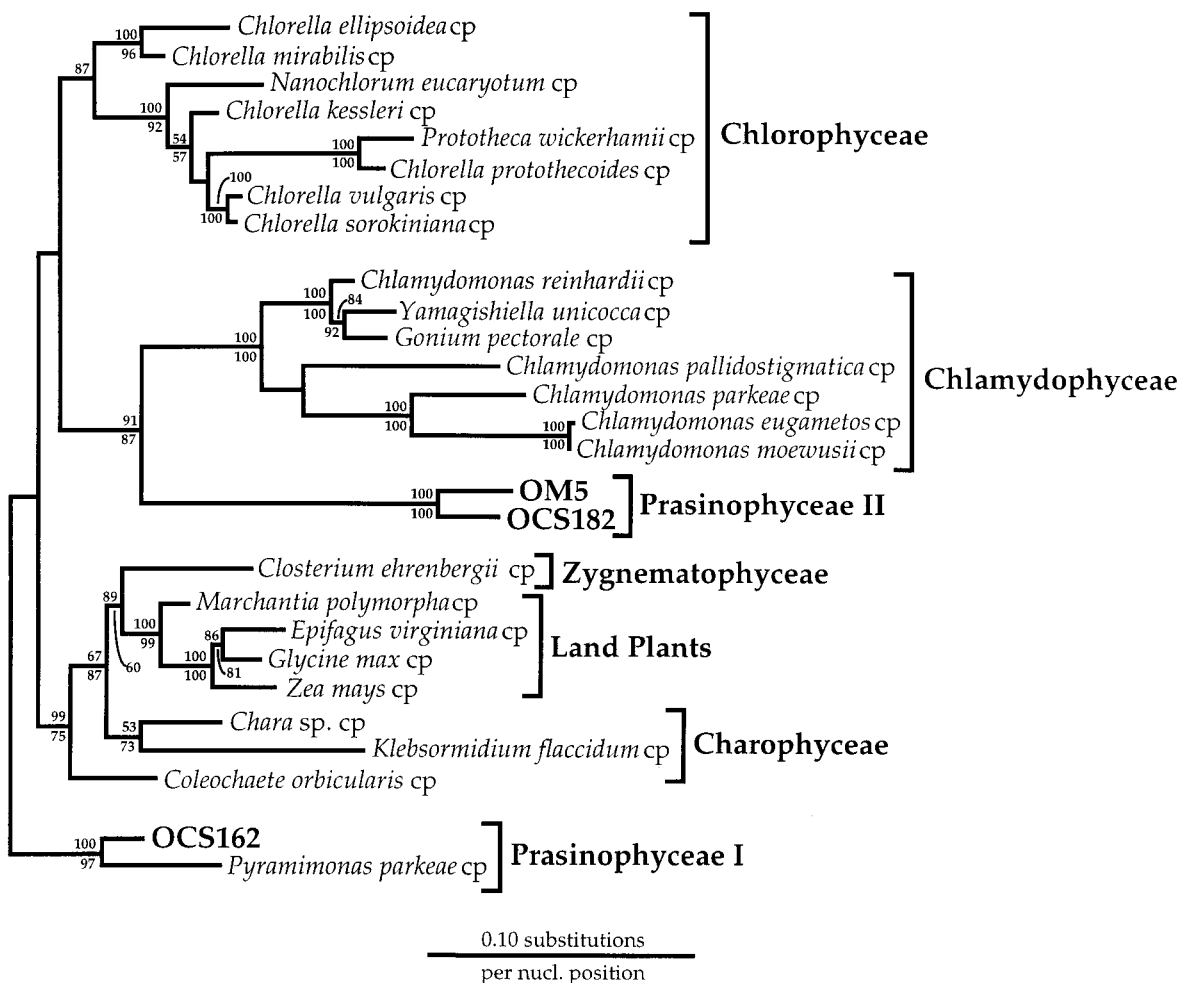 Chlorella ellipsoidea cp
100
96
Chlorella mirabilis cp
87
Nanochlorum eucaryotum cp
100
92
Chlorella kessleri cp
54
57
Prototheca wickerhamii cp
100
100
Chlorella protothecoides cp
100
Chlorella vulgaris cp
100
Chlorella sorokiniana cp
Chlorophyceae
Chlamydomonas reinhardii cp
100
100
84
Yamagishiella unicocca cp
92
Gonium pectorale cp
100
100
Chlamydomonas pallidostigmatica cp
Chlamydomonas parkeae cp
100
100
Chlamydomonas eugametos cp
100
100
Chlamydomonas moewusii cp
Chlamydophyceae
91
87
OM5
100
100
OCS182
Prasinophyceae II
Closterium ehrenbergii cp
Zygnematophyceae
89
60
Marchantia polymorpha cp
100
99
Epifagus virginiana cp
86
81
Glycine max cp
100
100
Zea mays cp
Land Plants
67
87
Chara sp. cp
53
73
Klebsormidium flaccidum cp
Charophyceae
99
75
Coleochaete orbicularis cp
OCS162
100
97
Pyramimonas parkeae cp
Prasinophyceae I
0.10 substitutions
per nucl. position